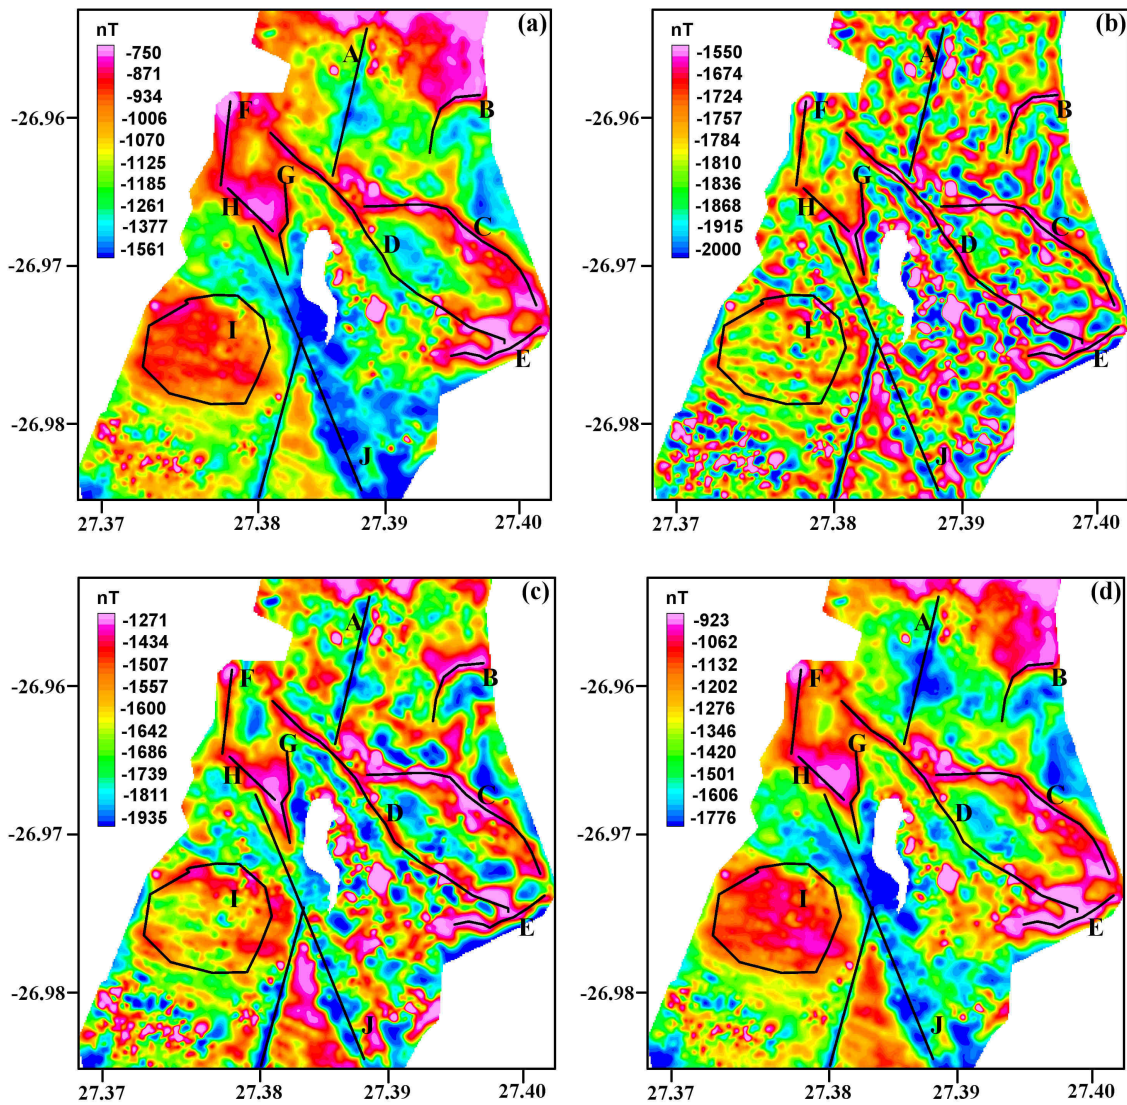 (a)
nT
-750
-871
-934
-1006
-1070
-1125
-1185
-1261
-1377
-1561
A
B
F
G
H
C
D
I
E
J
-26.96
-26.97
-26.98
27.37
27.38
27.39
27.40
(b)
nT
-1550
-1674
-1724
-1757
-1784
-1810
-1836
-1868
-1915
-2000
A
B
F
G
H
C
D
I
E
J
-26.96
-26.97
-26.98
27.37
27.38
27.39
27.40
(c)
nT
-1271
-1434
-1507
-1557
-1600
-1642
-1686
-1739
-1811
-1935
A
B
F
G
H
C
D
I
E
J
-26.96
-26.97
-26.98
27.37
27.38
27.39
27.40
(d)
nT
-923
-1062
-1132
-1202
-1276
-1346
-1420
-1501
-1606
-1776
A
B
F
G
H
C
D
I
E
J
-26.96
-26.97
-26.98
27.37
27.38
27.39
27.40